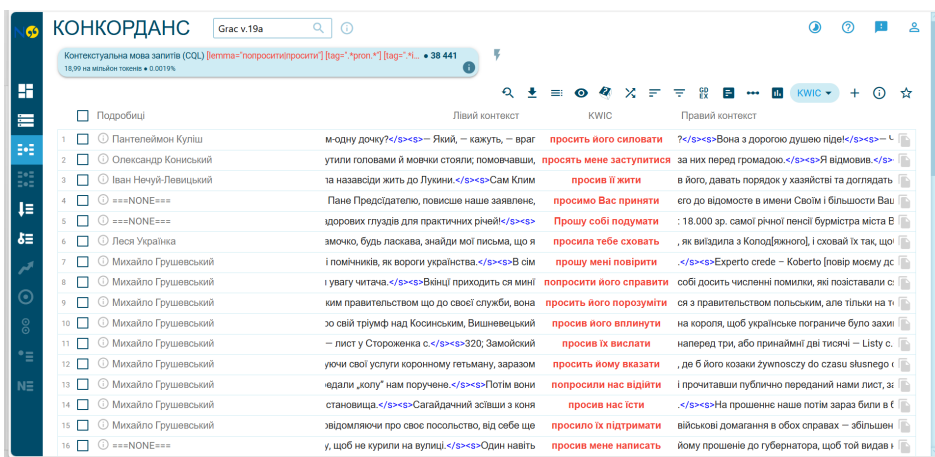 КОНКОРДАНС Grac v.19a
Контекстуальна мова запитів (CQL) [lemma="попросити|просити"] [tag=".*pron.*"] [tag=".*i... • 38 441
18,99 на мільйон токенів • 0.0019%
KWIC
Подробиці Лівий контекст KWIC Правий контекст
1 Пантелеймон Куліш м-одну дочку?</s><s>— Який, — кажуть, — враг просить його силовати ?</s><s>Вона з дорогою душею піде!</s><s>—
2 Олександр Кониський утили головами й мовчки стояли; помовчавши, просять мене заступитися за них перед громадою.</s><s>Я відмовив.</s>
3 Іван Нечуй-Левицький ла назавсіди жить до Лукини.</s><s>Сам Клим просив її жити в його, давать порядок у хазяйстві та доглядать
4 ===NONE=== Пане Предсїдателю, повисше наше заявленє, просимо Вас приняти єго до відомосте в имени Своїм і більшости Ваш
5 ===NONE=== здорових глуздів для практичних річей!</s><s> Прошу собі подумати : 18.000 зр. самої річної пенсії бурмістра міста В
6 Леся Українка амочко, будь ласкава, знайди мої письма, що я просила тебе сховать , як виїздила з Колод[яжного], і сховай їх так, що
7 Михайло Грушевський і помічників, як вороги українства.</s><s>В сім прошу мені повірити .</s><s>Experto crede – Koberto [повір моєму до
8 Михайло Грушевський і увагу читача.</s><s>Вкінці приходить ся минї попросити його справити собі досить численні помилки, які позіставали с
9 Михайло Грушевський ким правительством що до своєї служби, вона просить його порозуміти ся з правительством польским, але тільки на т
10 Михайло Грушевський ро свій тріумф над Косинським, Вишневецький просив його вплинути на короля, щоб українське пограниче було захи
11 Михайло Грушевський — лист у Стороженка с.</s><s>320; Замойский просив їх вислати наперед три, або принаймнї дві тисячі — Listy с.
12 Михайло Грушевський уючи свої услуги коронному гетьману, заразом просить йому вказати , де б його козаки żywnosczy do czasu słusnego
13 Михайло Грушевський редали „колу" нам поручене.</s><s>Потім вони попросили нас відійти і прочитавши публично переданий нами лист, за
14 Михайло Грушевський становища.</s><s>Сагайдачний зсївши з коня просив нас їсти .</s><s>На прошеннє наше потім зараз били в
15 Михайло Грушевський овідомляючи про своє посольство, від себе ще просило їх підтримати військові домагання в обох справах — збільшен
16 ===NONE=== у, щоб не курили на вулиці.</s><s>Один навіть просив мене написать йому прошеніє до губернатора, щоб той видав